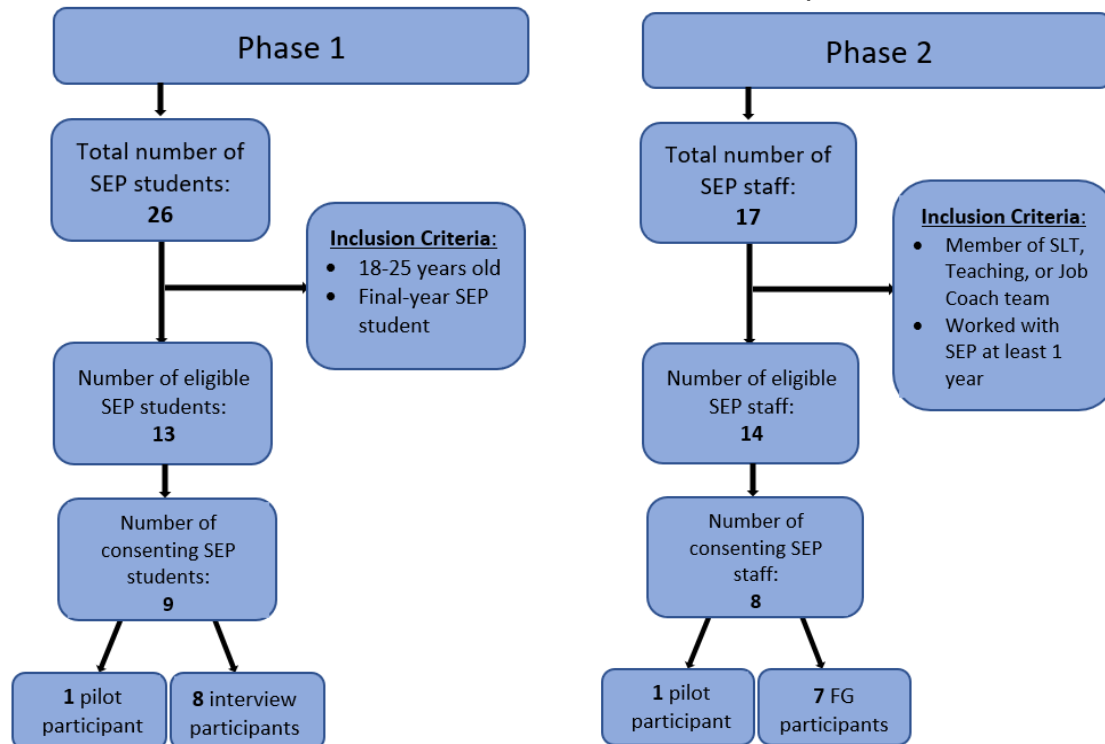 Phase 1
Total number of
SEP students:
26
Inclusion Criteria:
• 18-25 years old
• Final-year SEP
student
Number of eligible
SEP students:
13
Number of
consenting SEP
students:
9
1 pilot
participant
8 interview
participants
Phase 2
Total number of
SEP staff:
17
Inclusion Criteria:
• Member of SLT,
Teaching, or Job
Coach team
• Worked with
SEP at least 1
year
Number of eligible
SEP staff:
14
Number of
consenting SEP
staff:
8
1 pilot
participant
7 FG
participants